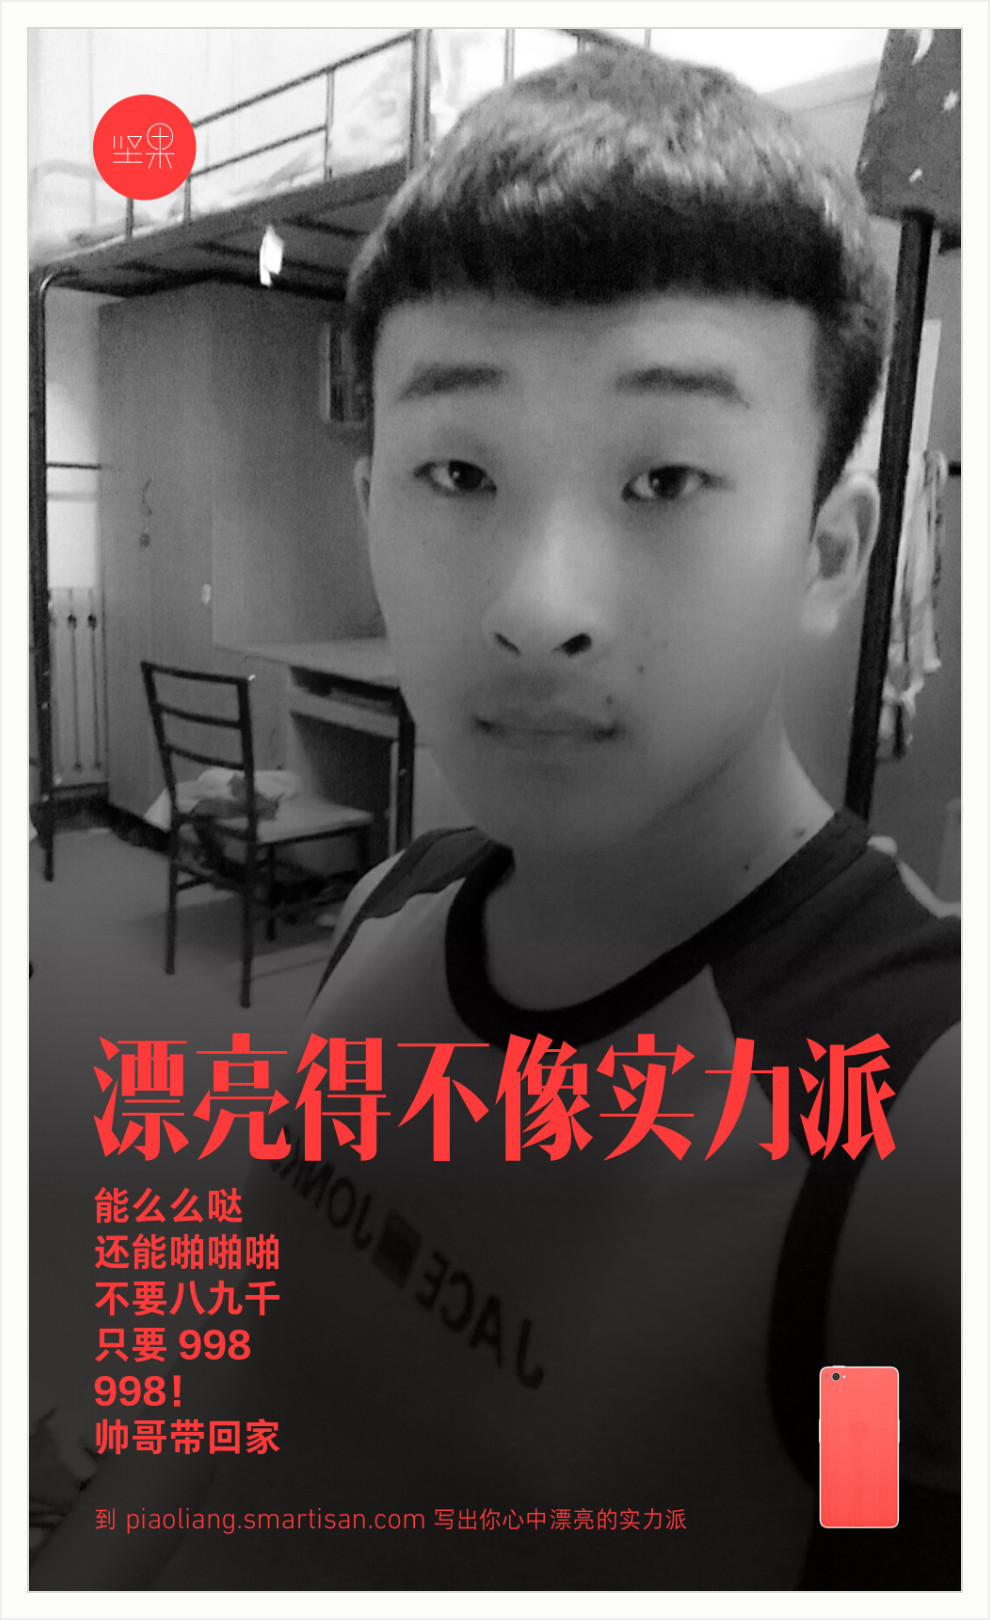 坚果
漂亮得不像实力派
能么么哒
还能啪啪啪
不要八九千
只要 998
998!
帅哥带回家
到 piaoliang.smartisan.com 写出你心中漂亮的实力派